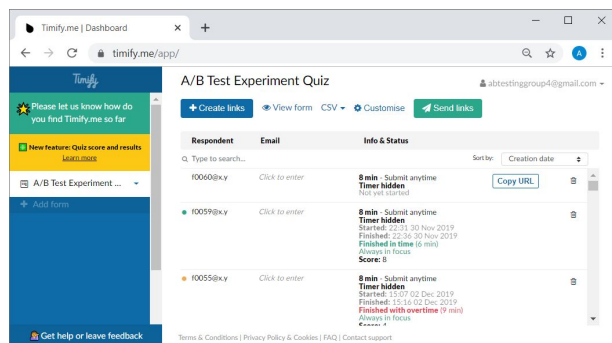 Timify.me | Dashboard
timify.me/app/
A
Timify
Please let us know how do
you find Timify.me so far
New feature: Quiz score and results
Learn more
A/B Test Experiment ...
+ Add form
Get help or leave feedback
A/B Test Experiment Quiz
abtestinggroup4@gmail.com
+ Create links View form CSV Customise Send links
Respondent Email Info & Status
Type to search... Sort by: Creation date
f0060@x.y Click to enter 8 min - Submit anytime Copy URL
Timer hidden
Not yet started
f0059@x.y Click to enter 8 min - Submit anytime
Timer hidden
Started: 22:31 30 Nov 2019
Finished: 22:36 30 Nov 2019
Finished in time (6 min)
Always in focus
Score: 8
f0055@x.y Click to enter 8 min - Submit anytime
Timer hidden
Started: 15:07 02 Dec 2019
Finished: 15:16 02 Dec 2019
Finished with overtime (9 min)
Always in focus
Score: 4
Terms & Conditions | Privacy Policy & Cookies | FAQ | Contact support